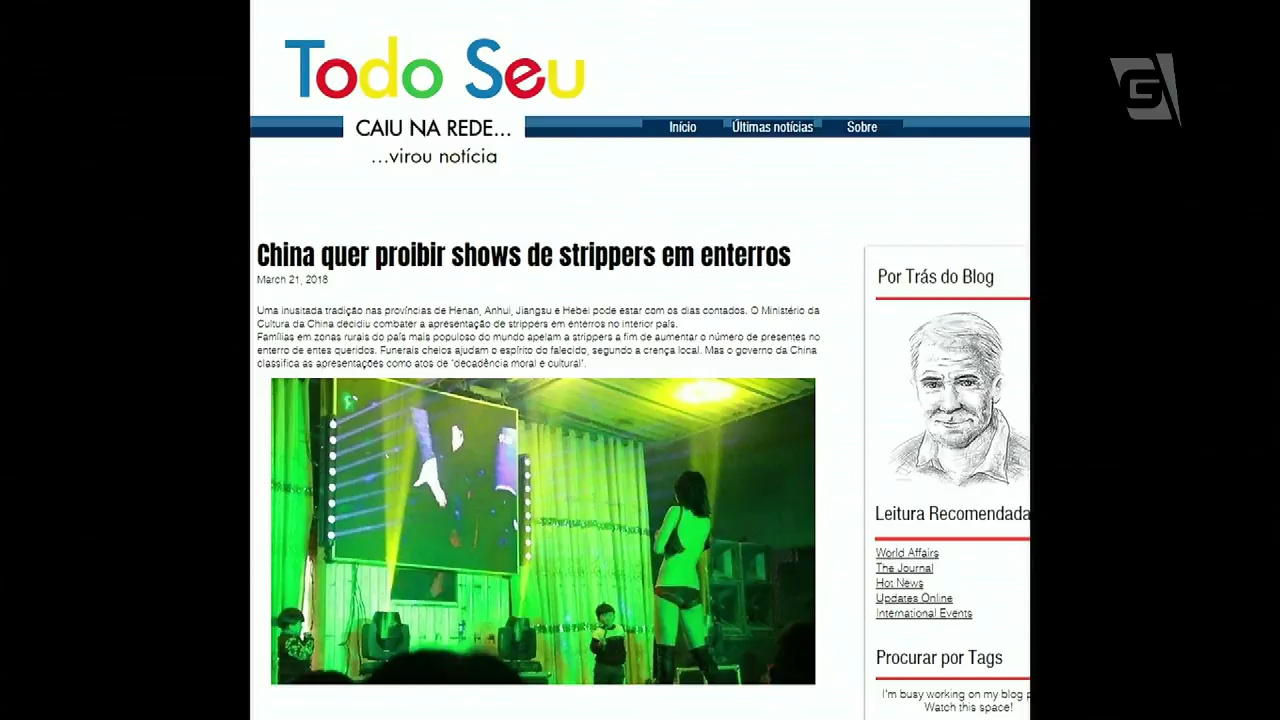 Todo Seu
CAIU NA REDE...
...virou notícia
Início
Últimas notícias
Sobre
China quer proibir shows de strippers em enterros
March 21, 2018
Uma inusitada tradição nas províncias de Henan, Anhui, Jiangsu e Hebei pode estar com os dias contados. O Ministério da
Cultura da China decidiu combater a apresentação de strippers em enterros no interior país.
Famílias em zonas rurais do país mais populoso do mundo apelam a strippers a fim de aumentar o número de presentes no
enterro de entes queridos. Funerais cheios ajudam o espírito do falecido, segundo a crença local. Mas o governo da China
classifica as apresentações como atos de "decadência moral e cultural".
Por Trás do Blog
Leitura Recomendada
World Affairs
The Journal
Hot News
Updates Online
International Events
Procurar por Tags
I'm busy working on my blog p
Watch this space!